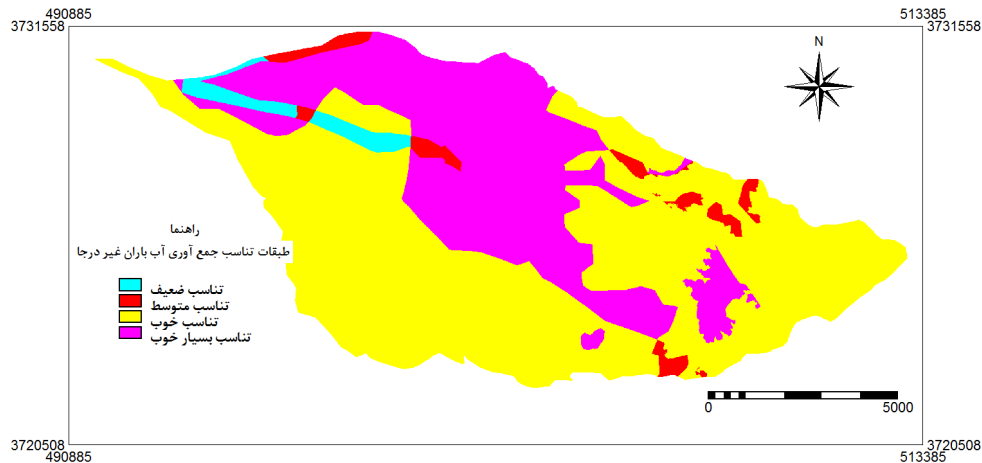 490885
513385
3731558
3731558
N
راهنما
طبقات تناسب جمع آوری آب باران غیر درجا
تناسب ضعیف
تناسب متوسط
تناسب خوب
تناسب بسیار خوب
0
5000
3720508
3720508
490885
513385